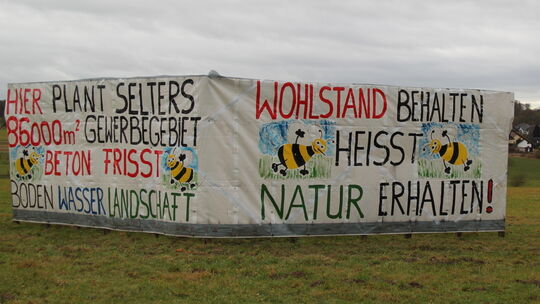 HIER PLANT SELTERS
86000m² GEWERBEGEBIET
BETON FRISST
BODEN WASSER LANDSCHAFT
WOHLSTAND BEHALTEN
HEISST
NATUR ERHALTEN!